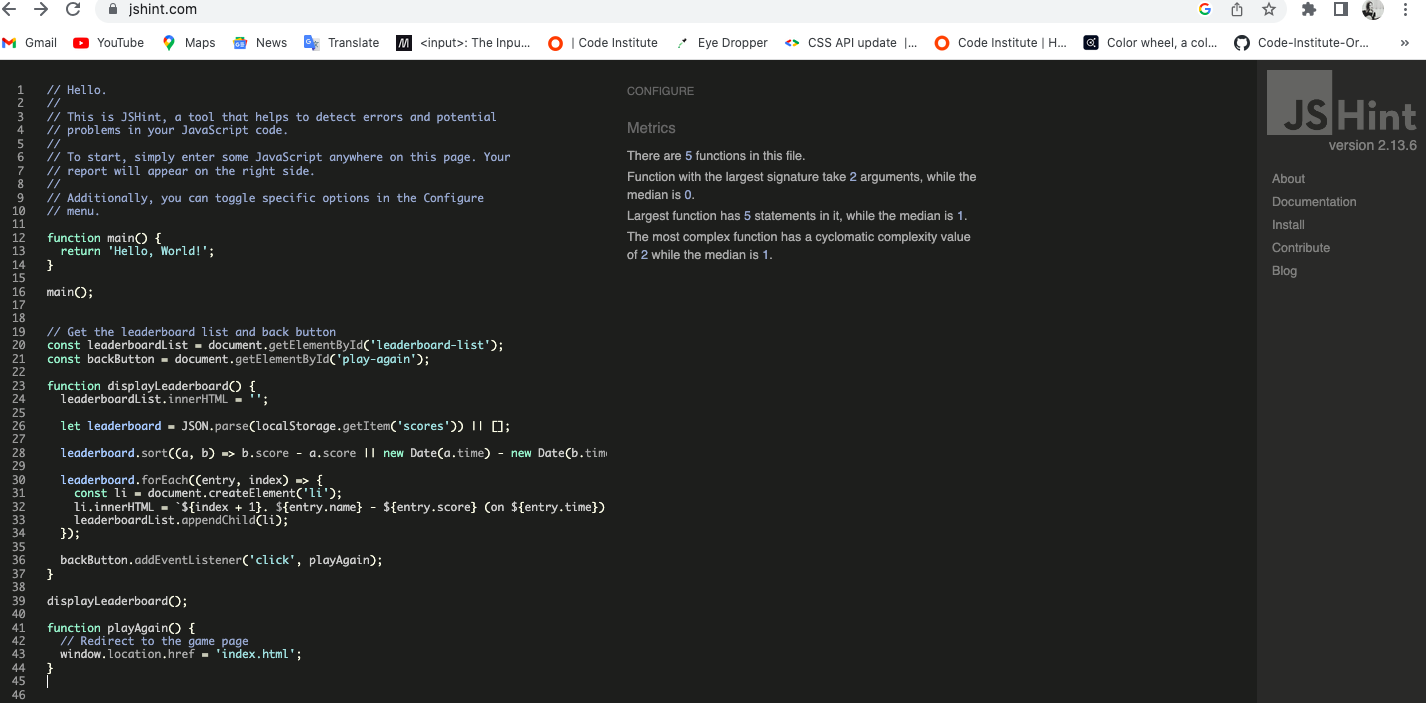 jshint.com
Gmail YouTube Maps News Translate <input>: The Inpu... | Code Institute Eye Dropper CSS API update |... Code Institute | H... Color wheel, a col... Code-Institute-Or... »
1 // Hello.
2 //
3 // This is JSHint, a tool that helps to detect errors and potential
4 // problems in your JavaScript code.
5 //
6 // To start, simply enter some JavaScript anywhere on this page. Your
7 // report will appear on the right side.
8 //
9 // Additionally, you can toggle specific options in the Configure
10 // menu.
11
12 function main() {
13 return 'Hello, World!';
14 }
15
16 main();
17
18
19 // Get the leaderboard list and back button
20 const leaderboardList = document.getElementById('leaderboard-list');
21 const backButton = document.getElementById('play-again');
22
23 function displayLeaderboard() {
24 leaderboardList.innerHTML = '';
25
26 let leaderboard = JSON.parse(localStorage.getItem('scores')) || [];
27
28 leaderboard.sort((a, b) => b.score - a.score || new Date(a.time) - new Date(b.tim
29
30 leaderboard.forEach((entry, index) => {
31 const li = document.createElement('li');
32 li.innerHTML = `${index + 1}. ${entry.name} - ${entry.score} (on ${entry.time})
33 leaderboardList.appendChild(li);
34 });
35
36 backButton.addEventListener('click', playAgain);
37 }
38
39 displayLeaderboard();
40
41 function playAgain() {
42 // Redirect to the game page
43 window.location.href = 'index.html';
44 }
45
46
CONFIGURE
Metrics
There are 5 functions in this file.
Function with the largest signature take 2 arguments, while the
median is 0.
Largest function has 5 statements in it, while the median is 1.
The most complex function has a cyclomatic complexity value
of 2 while the median is 1.
JSHint
version 2.13.6
About
Documentation
Install
Contribute
Blog